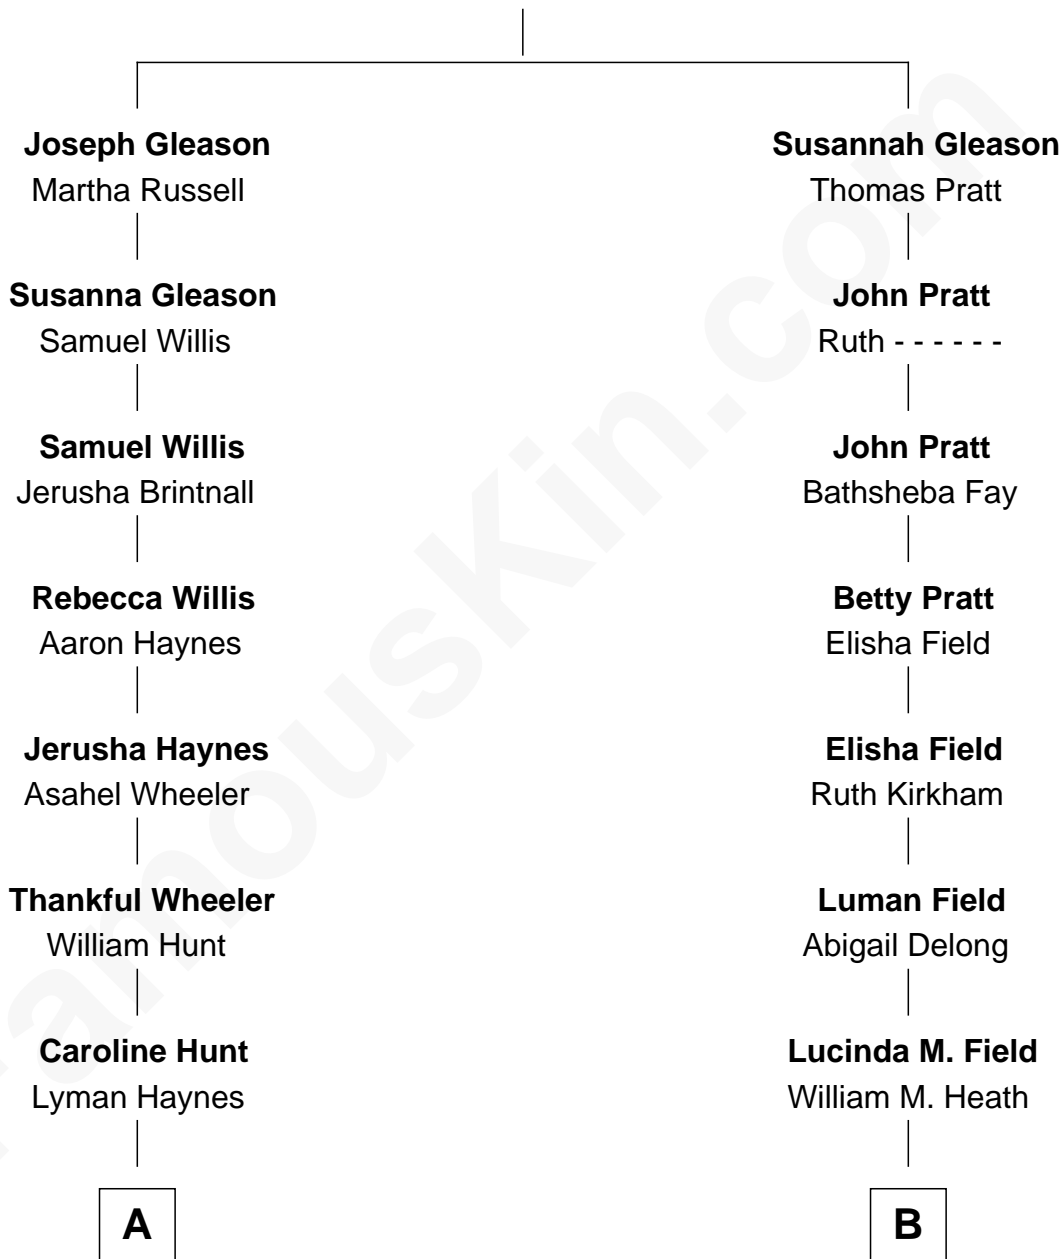 Joseph Gleason
Martha Russell
Susannah Gleason
Thomas Pratt
Susanna Gleason
Samuel Willis
John Pratt
Ruth - - - - - -
Samuel Willis
Jerusha Brintnall
John Pratt
Bathsheba Fay
Rebecca Willis
Aaron Haynes
Betty Pratt
Elisha Field
Jerusha Haynes
Asahel Wheeler
Elisha Field
Ruth Kirkham
Thankful Wheeler
William Hunt
Luman Field
Abigail Delong
Caroline Hunt
Lyman Haynes
Lucinda M. Field
William M. Heath
A
B
FamousKin.com